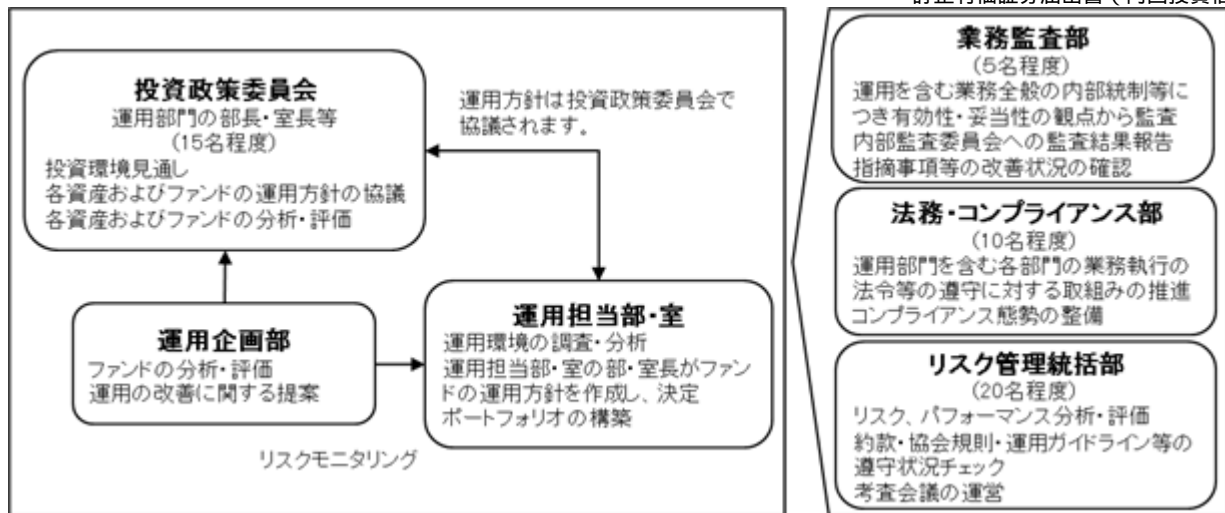 訂正有価証券届出書（内国投資信
投資政策委員会
運用部門の部長・室長等
(15名程度)
投資環境見通し
各資産およびファンドの運用方針の協議
各資産およびファンドの分析・評価
運用方針は投資政策委員会で
協議されます。
運用企画部
ファンドの分析・評価
運用の改善に関する提案
運用担当部・室
運用環境の調査・分析
運用担当部・室の部・室長がファン
ドの運用方針を作成し、決定
ポートフォリオの構築
リスクモニタリング
業務監査部
(5名程度)
運用を含む業務全般の内部統制等に
つき有効性・妥当性の観点から監査
内部監査委員会への監査結果報告
指摘事項等の改善状況の確認
法務・コンプライアンス部
(10名程度)
運用部門を含む各部門の業務執行の
法令等の遵守に対する取組みの推進
コンプライアンス態勢の整備
リスク管理統括部
(20名程度)
リスク、パフォーマンス分析・評価
約款・協会規則・運用ガイドライン等の
遵守状況チェック
考査会議の運営